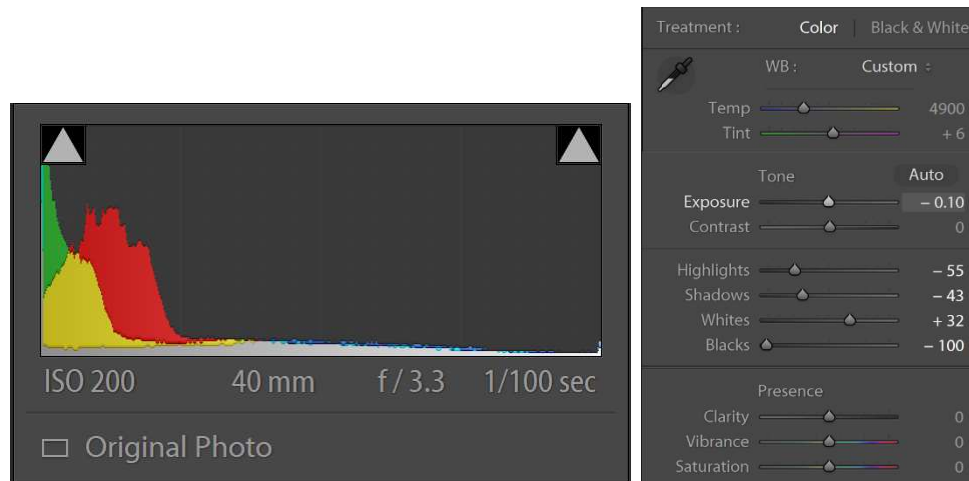 ISO 200 40 mm f / 3.3 1/100 sec
Original Photo
Treatment : Color Black & White
WB : Custom
Temp 4900
Tint + 6
Tone Auto
Exposure – 0.10
Contrast 0
Highlights – 55
Shadows – 43
Whites + 32
Blacks – 100
Presence
Clarity 0
Vibrance 0
Saturation 0